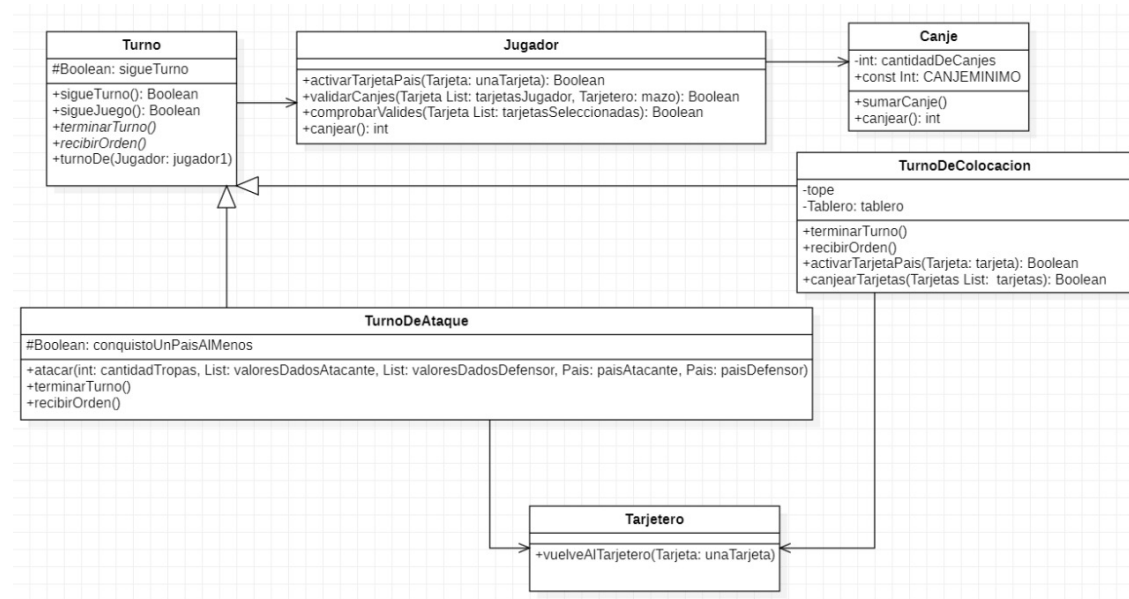 Turno
#Boolean: sigueTurno
+sigueTurno(): Boolean
+sigueJuego(): Boolean
+terminarTurno()
+recibirOrden()
+turnoDe(Jugador: jugador1)
Jugador
+activarTarjetaPais(Tarjeta: unaTarjeta): Boolean
+validarCanjes(Tarjeta List: tarjetasJugador, Tarjetero: mazo): Boolean
+comprobarValides(Tarjeta List: tarjetasSeleccionadas): Boolean
+canjear(): int
Canje
-int: cantidadDeCanjes
+const Int: CANJEMINIMO
+sumarCanje()
+canjear(): int
TurnoDeColocacion
-tope
-Tablero: tablero
+terminarTurno()
+recibirOrden()
+activarTarjetaPais(Tarjeta: tarjeta): Boolean
+canjearTarjetas(Tarjetas List: tarjetas): Boolean
TurnoDeAtaque
#Boolean: conquistoUnPaisAlMenos
+atacar(int: cantidadTropas, List: valoresDadosAtacante, List: valoresDadosDefensor, Pais: paisAtacante, Pais: paisDefensor)
+terminarTurno()
+recibirOrden()
Tarjetero
+vuelveAlTarjetero(Tarjeta: unaTarjeta)